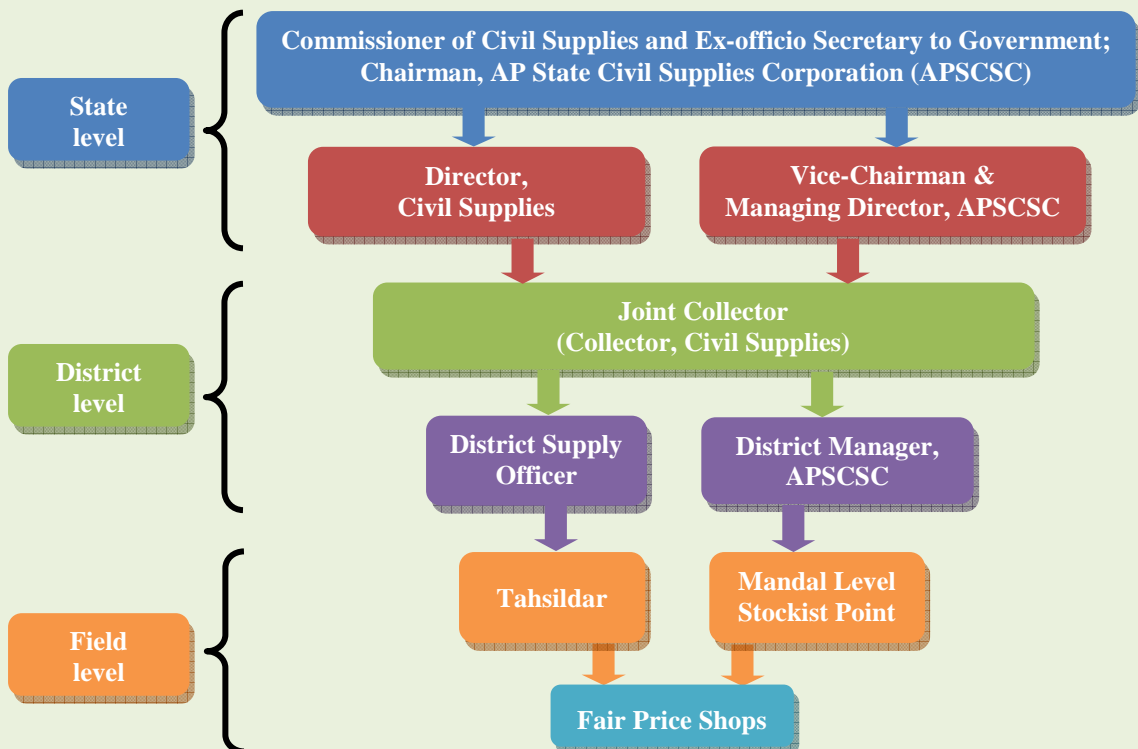 Commissioner of Civil Supplies and Ex-officio Secretary to Government;
Chairman, AP State Civil Supplies Corporation (APSCSC)
State
level
Director,
Civil Supplies
Vice-Chairman &
Managing Director, APSCSC
Joint Collector
(Collector, Civil Supplies)
District
level
District Supply
Officer
District Manager,
APSCSC
Tahsildar
Mandal Level
Stockist Point
Field
level
Fair Price Shops